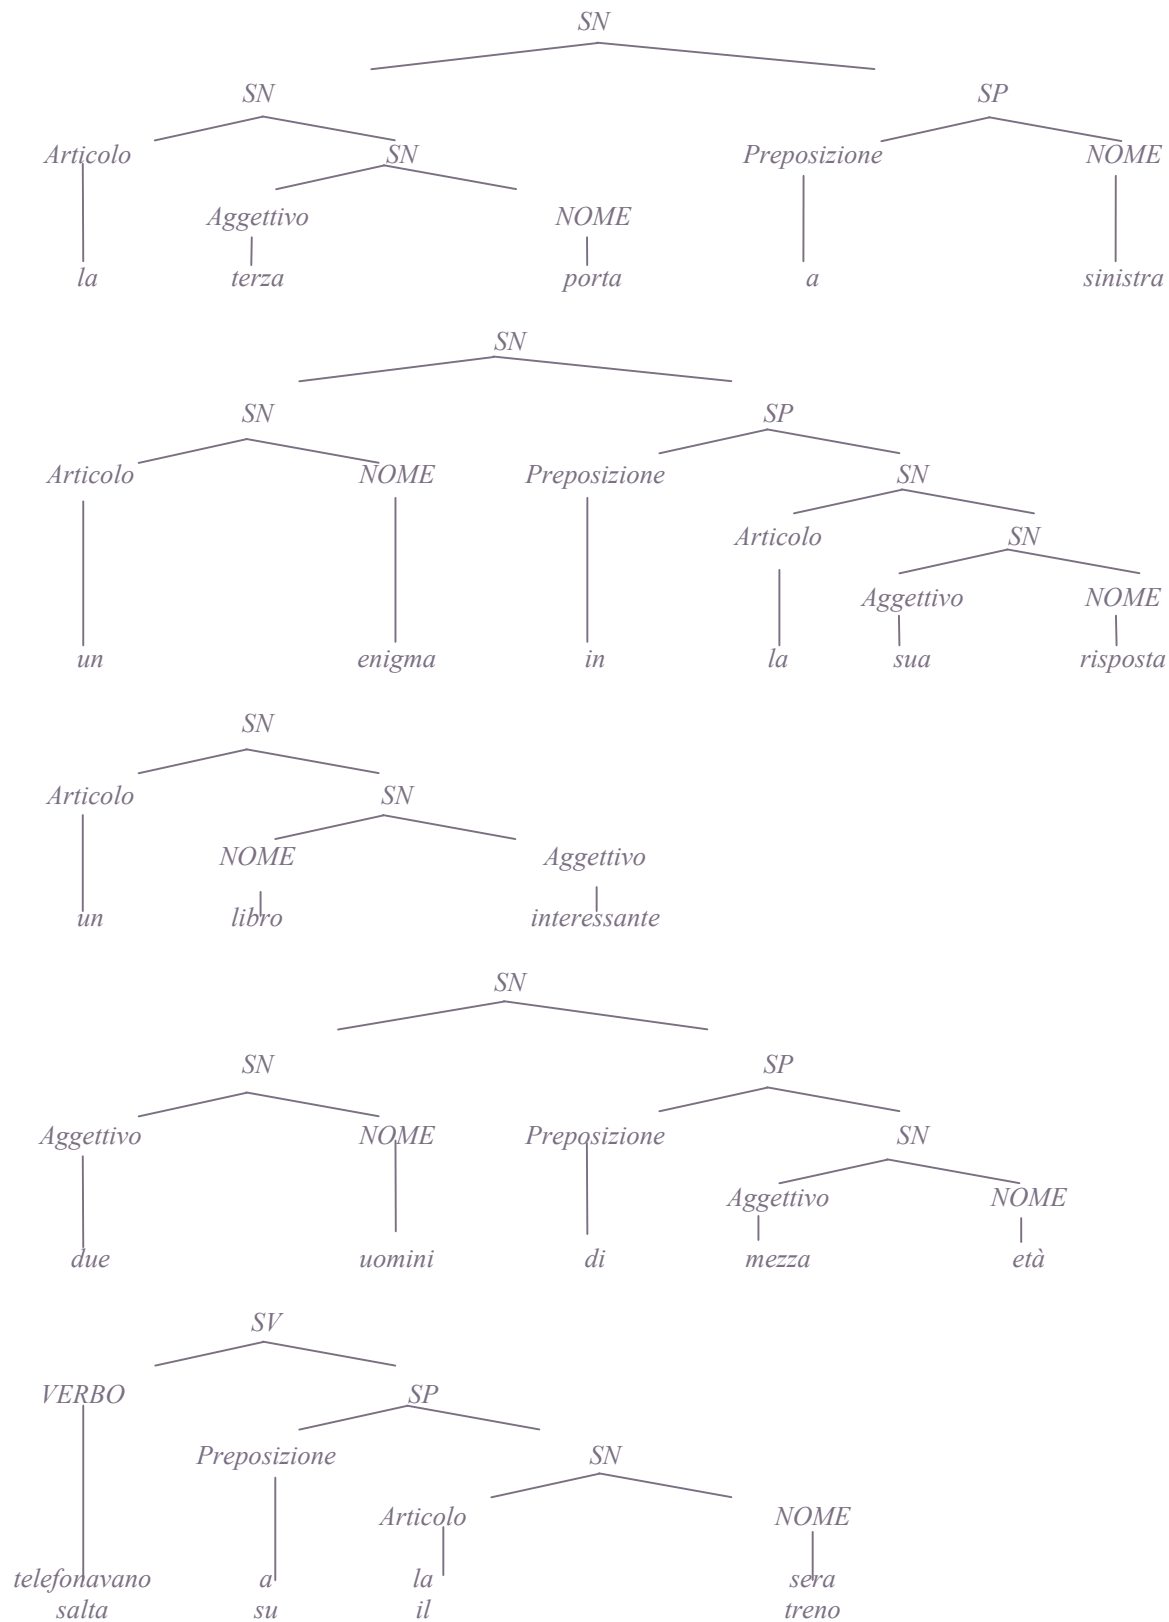 SN
SN SP
Articolo SN Preposizione NOME
Aggettivo NOME
la terza porta a sinistra
SN
SN SP
Articolo NOME Preposizione SN
Articolo SN
Aggettivo NOME
un enigma in la sua risposta
SN
Articolo SN
NOME Aggettivo
un libro interessante
SN
SN SP
Aggettivo NOME Preposizione SN
Aggettivo NOME
due uomini di mezza età
SV
VERBO SP
Preposizione SN
Articolo NOME
telefonavano a la sera
salta su il treno